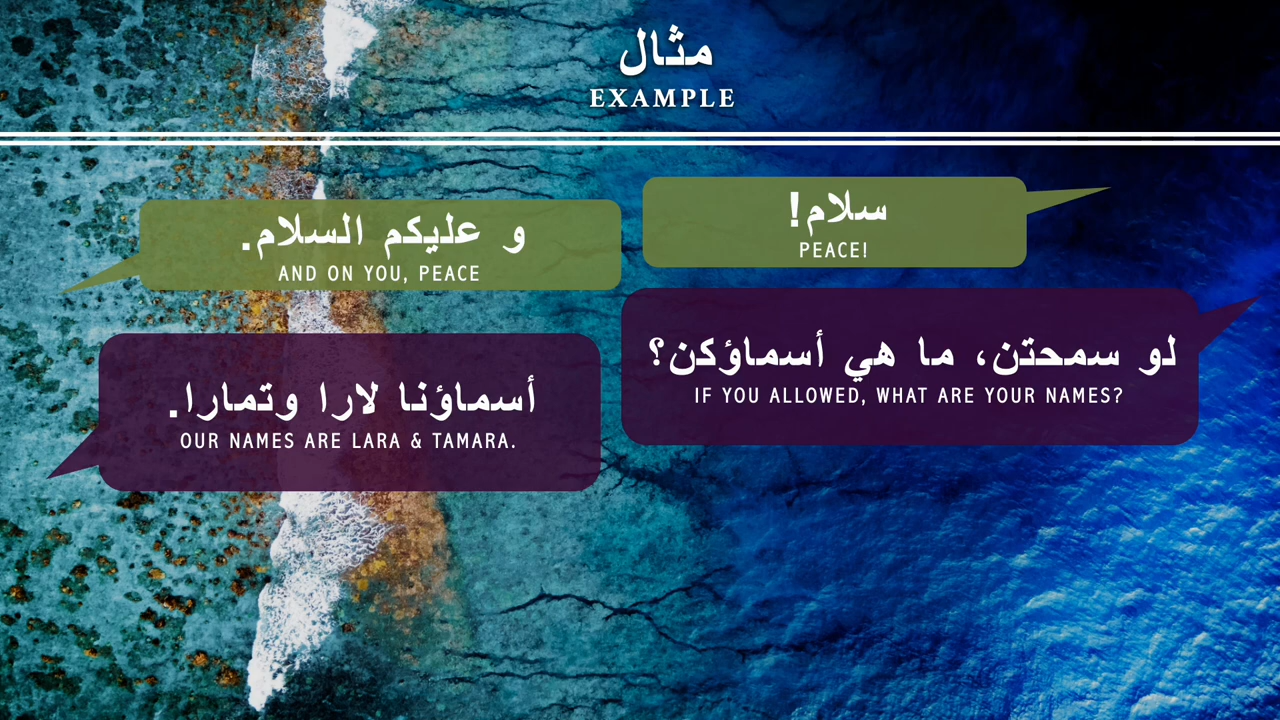 مثال
EXAMPLE
سلام!
PEACE!
و عليكم السلام.
AND ON YOU, PEACE
لو سمحتن، ما هي أسماؤكن؟
IF YOU ALLOWED, WHAT ARE YOUR NAMES?
أسماؤنا لارا وتمارا.
OUR NAMES ARE LARA & TAMARA.